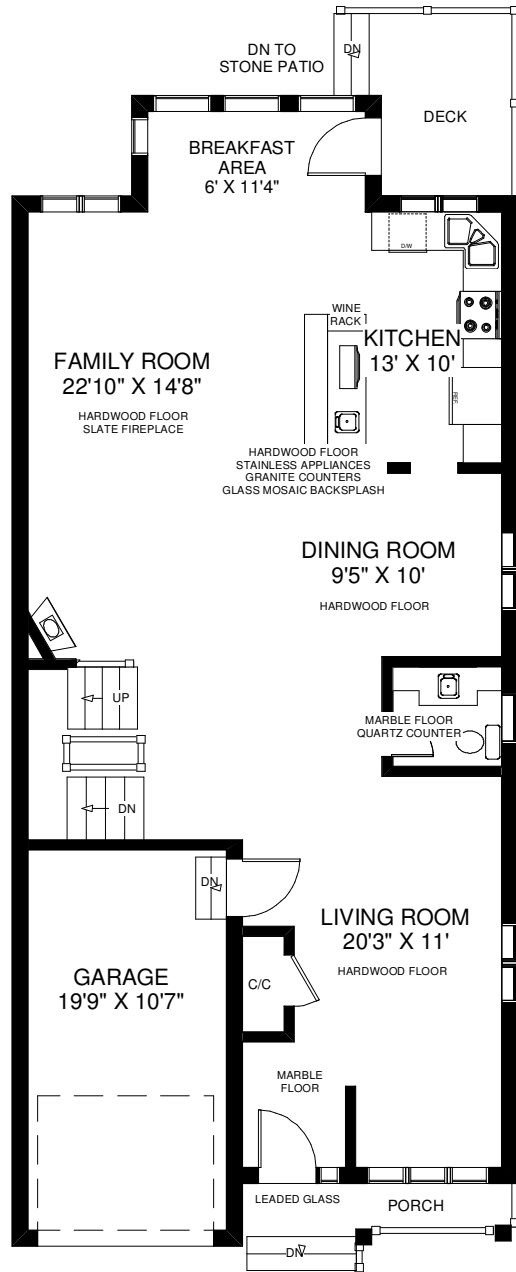 DN TO
STONE PATIO
DN
DECK
BREAKFAST
AREA
6' X 11'4"
D/W
WINE
RACK
KITCHEN
13' X 10'
REF.
FAMILY ROOM
22'10" X 14'8"
HARDWOOD FLOOR
SLATE FIREPLACE
HARDWOOD FLOOR
STAINLESS APPLIANCES
GRANITE COUNTERS
GLASS MOSAIC BACKSPLASH
DINING ROOM
9'5" X 10'
HARDWOOD FLOOR
UP
MARBLE FLOOR
QUARTZ COUNTER
DN
DN
LIVING ROOM
20'3" X 11'
HARDWOOD FLOOR
GARAGE
19'9" X 10'7"
C/C
MARBLE
FLOOR
LEADED GLASS
PORCH
DN